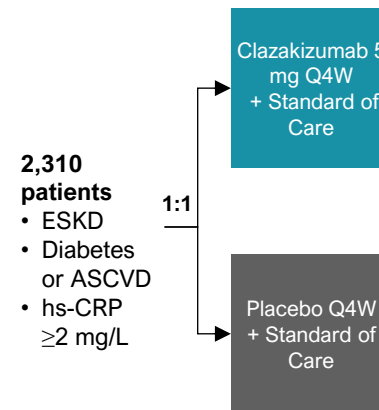 Clazakizumab 5
mg Q4W
+ Standard of
Care
2,310
patients
• ESKD
• Diabetes
or ASCVD
• hs-CRP
≥2 mg/L
1:1
Placebo Q4W
+ Standard of
Care